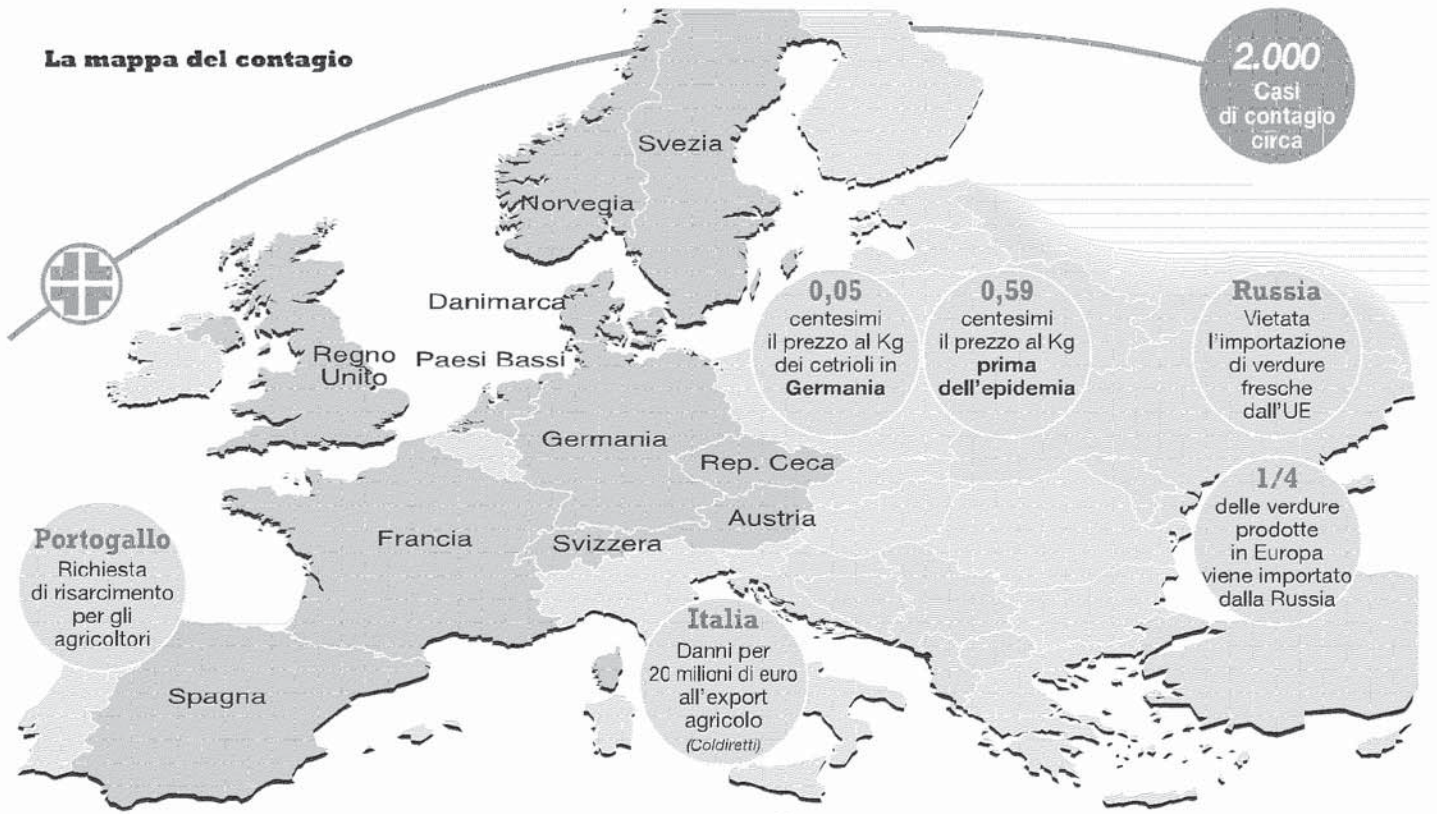 La mappa del contagio
2.000
Casi
di contagio
circa
Svezia
Norvegia
Danimarca
Regno
Unito
Paesi Bassi
0,05
centesimi
il prezzo al Kg
dei cetrioli in
Germania
0,59
centesimi
il prezzo al Kg
prima
dell'epidemia
Russia
Vietata
l'importazione
di verdure
fresche
dall'UE
Germania
Rep. Ceca
Austria
Francia
Svizzera
1/4
delle verdure
prodotte
in Europa
viene importato
dalla Russia
Portogallo
Richiesta
di risarcimento
per gli
agricoltori
Spagna
Italia
Danni per
20 milioni di euro
all'export
agricolo
(Coldiretti)